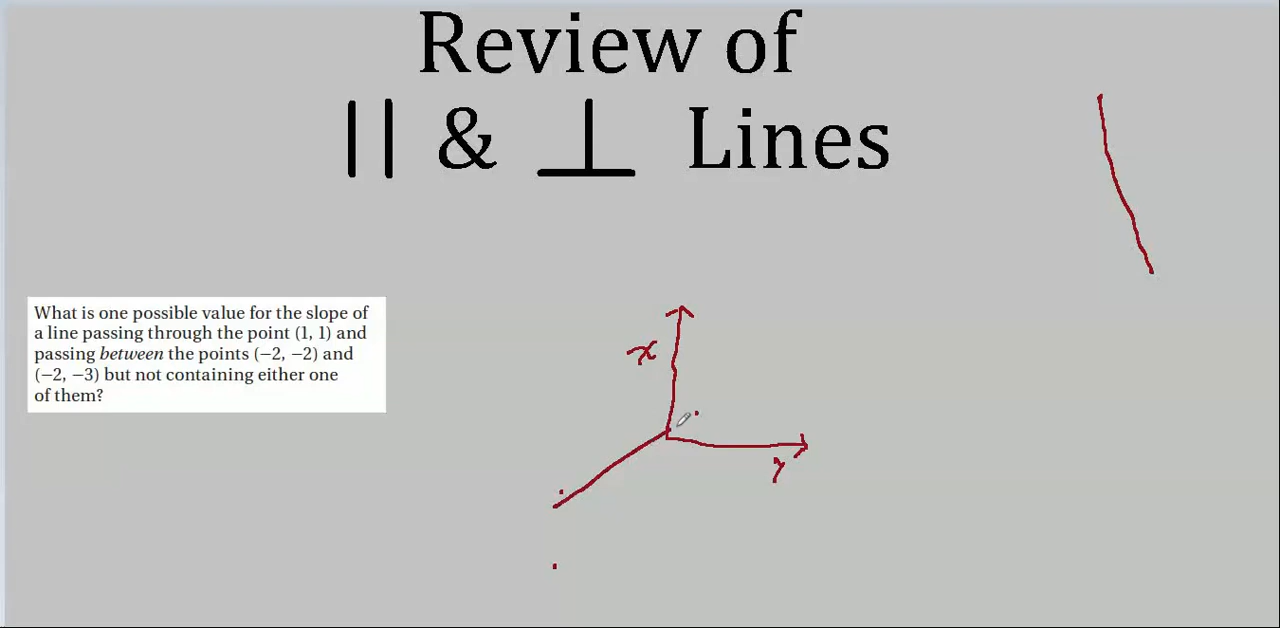 Review of
|| & ⊥ Lines
What is one possible value for the slope of
a line passing through the point (1, 1) and
passing between the points (−2, −2) and
(−2, −3) but not containing either one
of them?
x
y